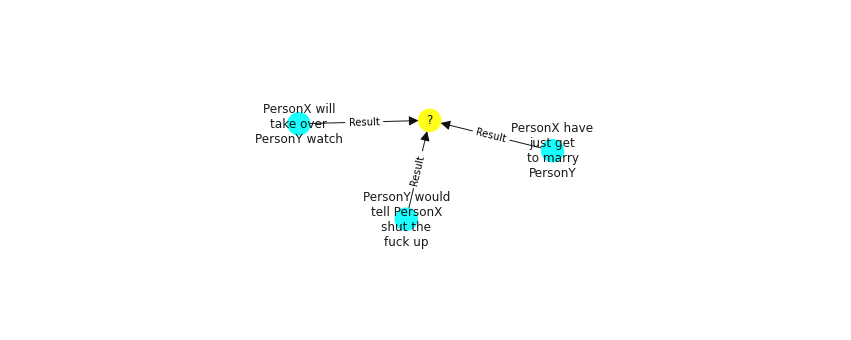 PersonX will
take over
PersonY watch
Result
?
Result
PersonX have
just get
to marry
PersonY
Result
PersonY would
tell PersonX
shut the
fuck up